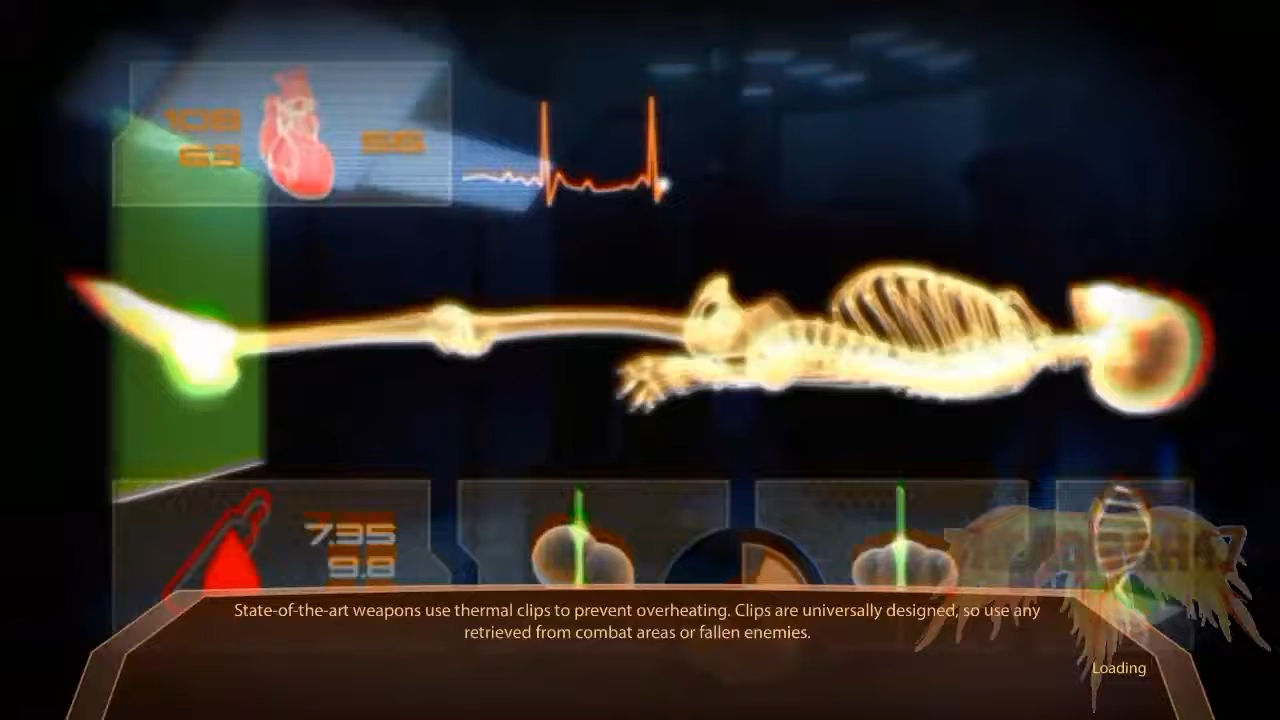 108
63
55
7.35
9.8
State-of-the-art weapons use thermal clips to prevent overheating. Clips are universally designed, so use any
retrieved from combat areas or fallen enemies.
Loading